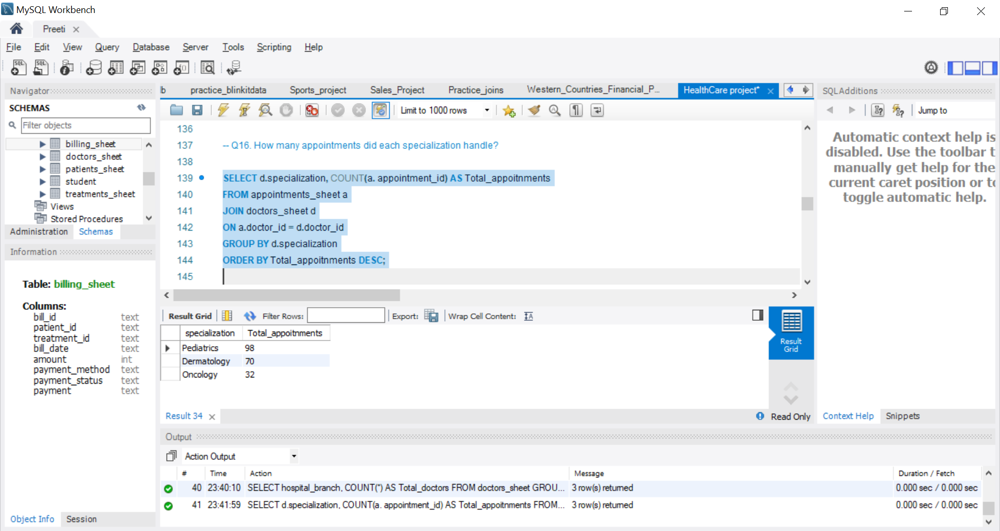 MySQL Workbench
Preeti
File Edit View Query Database Server Tools Scripting Help
Navigator
SCHEMAS
Filter objects
billing_sheet
doctors_sheet
patients_sheet
student
treatments_sheet
Views
Stored Procedures
Administration Schemas
Information
Table: billing_sheet
Columns:
bill_id text
patient_id text
treatment_id text
bill_date text
amount int
payment_method text
payment_status text
payment text
Object Info Session
lb practice_blinkitdata Sports_project Sales_Project Practice_joins Western_Countries_Financial_P... HealthCare project*
Limit to 1000 rows
136
137 -- Q16. How many appointments did each specialization handle?
138
139 SELECT d.specialization, COUNT(a. appointment_id) AS Total_appoitnments
140 FROM appointments_sheet a
141 JOIN doctors_sheet d
142 ON a.doctor_id = d.doctor_id
143 GROUP BY d.specialization
144 ORDER BY Total_appoitnments DESC;
145
Result Grid Filter Rows: Export: Wrap Cell Content:
specialization Total_appoitnments
Pediatrics 98
Dermatology 70
Oncology 32
Result Grid
Result 34
Read Only
SQLAdditions
Jump to
Automatic context help is
disabled. Use the toolbar t
manually get help for the
current caret position or to
toggle automatic help.
Context Help Snippets
Output
Action Output
# Time Action Message Duration / Fetch
40 23:40:10 SELECT hospital_branch, COUNT(*) AS Total_doctors FROM doctors_sheet GROU... 3 row(s) returned 0.000 sec / 0.000 sec
41 23:41:59 SELECT d.specialization, COUNT(a. appointment_id) AS Total_appoitnments FROM... 3 row(s) returned 0.000 sec / 0.000 sec